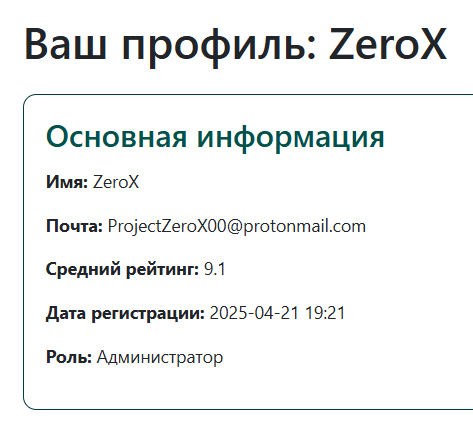 Ваш профиль: ZeroX
Основная информация
Имя: ZeroX
Почта: ProjectZeroX00@protonmail.com
Средний рейтинг: 9.1
Дата регистрации: 2025-04-21 19:21
Роль: Администратор